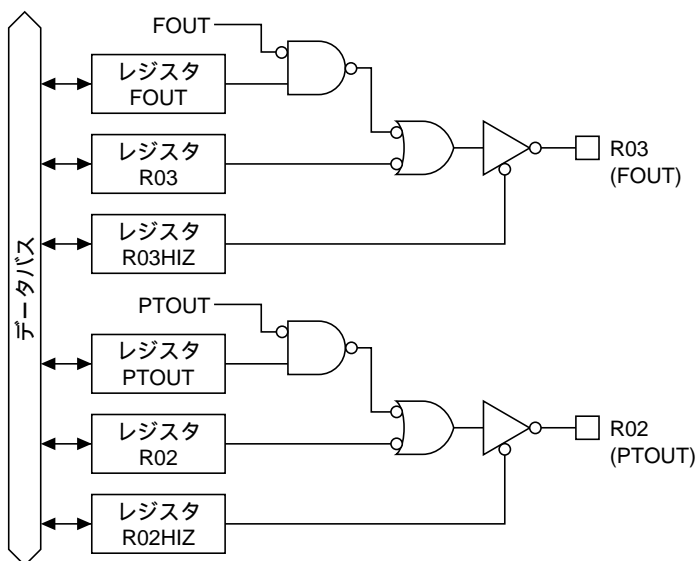 FOUT
レジスタ
FOUT
レジスタ
R03
R03
(FOUT)
レジスタ
R03HIZ
データバス
PTOUT
レジスタ
PTOUT
レジスタ
R02
R02
(PTOUT)
レジスタ
R02HIZ